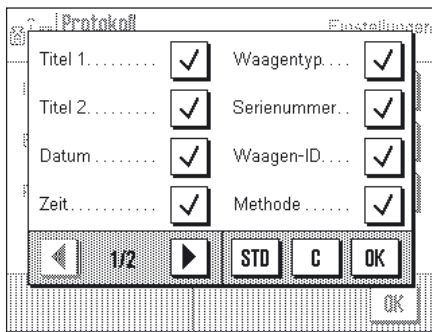 Protokoll Einstellungen
Titel 1......... Waagentyp....
Titel 2......... Seriennummer..
Datum......... Waagen-ID....
Zeit........... Methode......
1/2 STD C OK
OK